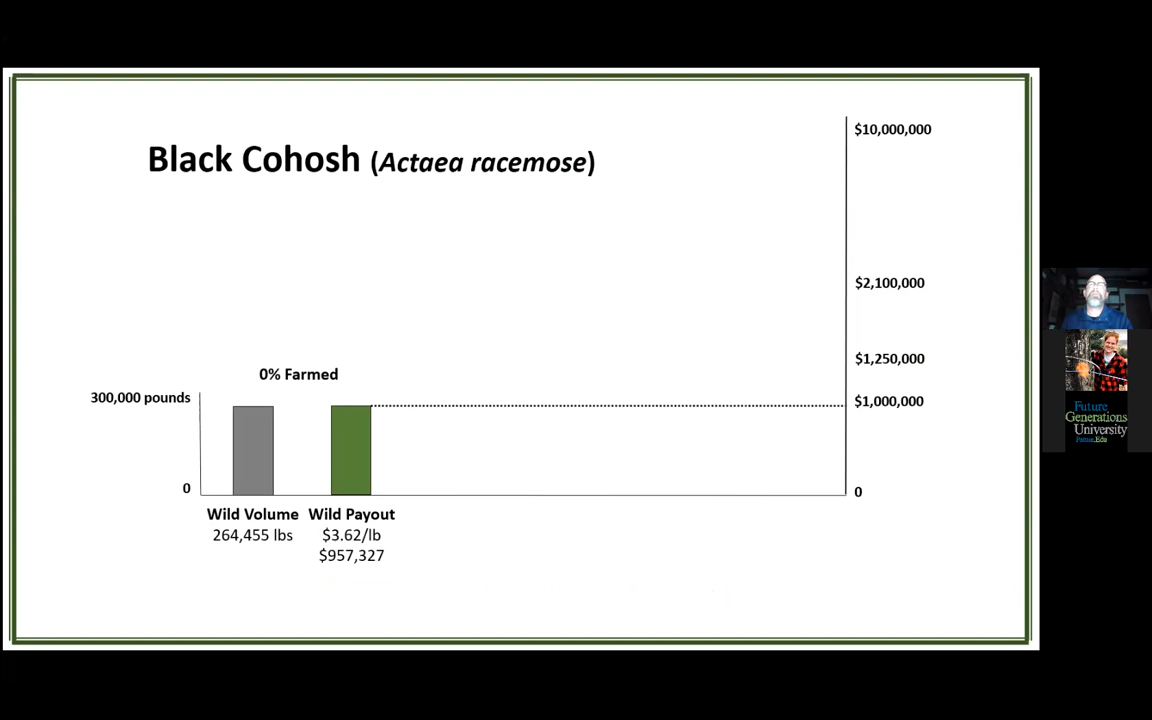 Black Cohosh (Actaea racemose)
$10,000,000
$2,100,000
$1,250,000
$1,000,000
0
0% Farmed
300,000 pounds
0
Wild Volume
264,455 lbs
Wild Payout
$3.62/lb
$957,327
Future
Generations
University
Future.Edu